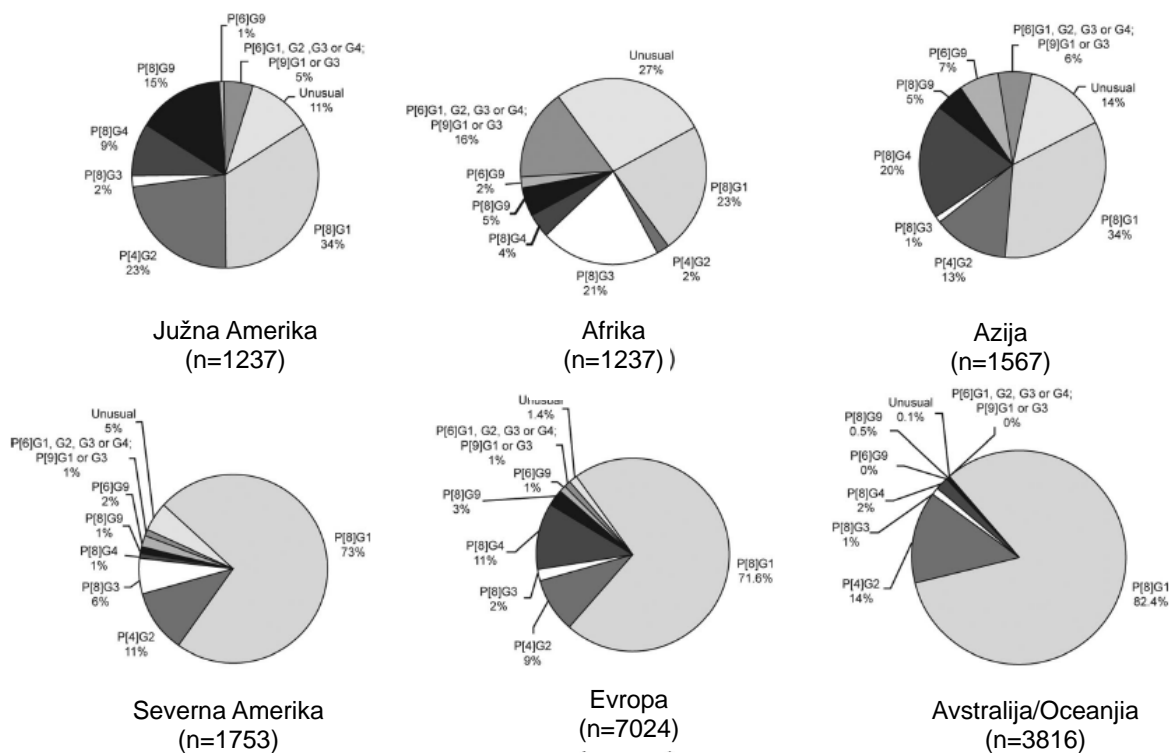 P[6]G9
1%
P[6]G1, G2 ,G3 or G4;
P[9]G1 or G3
5%
Unusual
11%
P[8]G1
34%
P[4]G2
23%
P[8]G3
2%
P[8]G4
9%
P[8]G9
15%
Južna Amerika
(n=1237)
Unusual
27%
P[8]G1
23%
P[4]G2
2%
P[8]G3
21%
P[8]G4
4%
P[8]G9
5%
P[6]G9
2%
P[6]G1, G2, G3 or G4;
P[9]G1 or G3
16%
Afrika
(n=1237) )
P[6]G1, G2, G3 or G4;
P[9]G1 or G3
6%
Unusual
14%
P[8]G1
34%
P[4]G2
13%
P[8]G3
1%
P[8]G4
20%
P[8]G9
5%
P[6]G9
7%
Azija
(n=1567)
Unusual
5%
P[6]G1, G2, G3 or G4;
P[9]G1 or G3
1%
P[6]G9
2%
P[8]G9
1%
P[8]G4
1%
P[8]G3
6%
P[4]G2
11%
P[8]G1
73%
Severna Amerika
(n=1753)
Unusual
1.4%
P[6]G1, G2, G3 or G4;
P[9]G1 or G3
1%
P[6]G9
1%
P[8]G9
3%
P[8]G4
11%
P[8]G3
2%
P[4]G2
9%
P[8]G1
71.6%
Evropa
(n=7024)
P[6]G1, G2, G3 or G4;
P[9]G1 or G3
0%
Unusual
0.1%
P[8]G9
0.5%
P[6]G9
0%
P[8]G4
2%
P[8]G3
1%
P[4]G2
14%
P[8]G1
82.4%
Avstralija/Oceanjia
(n=3816)